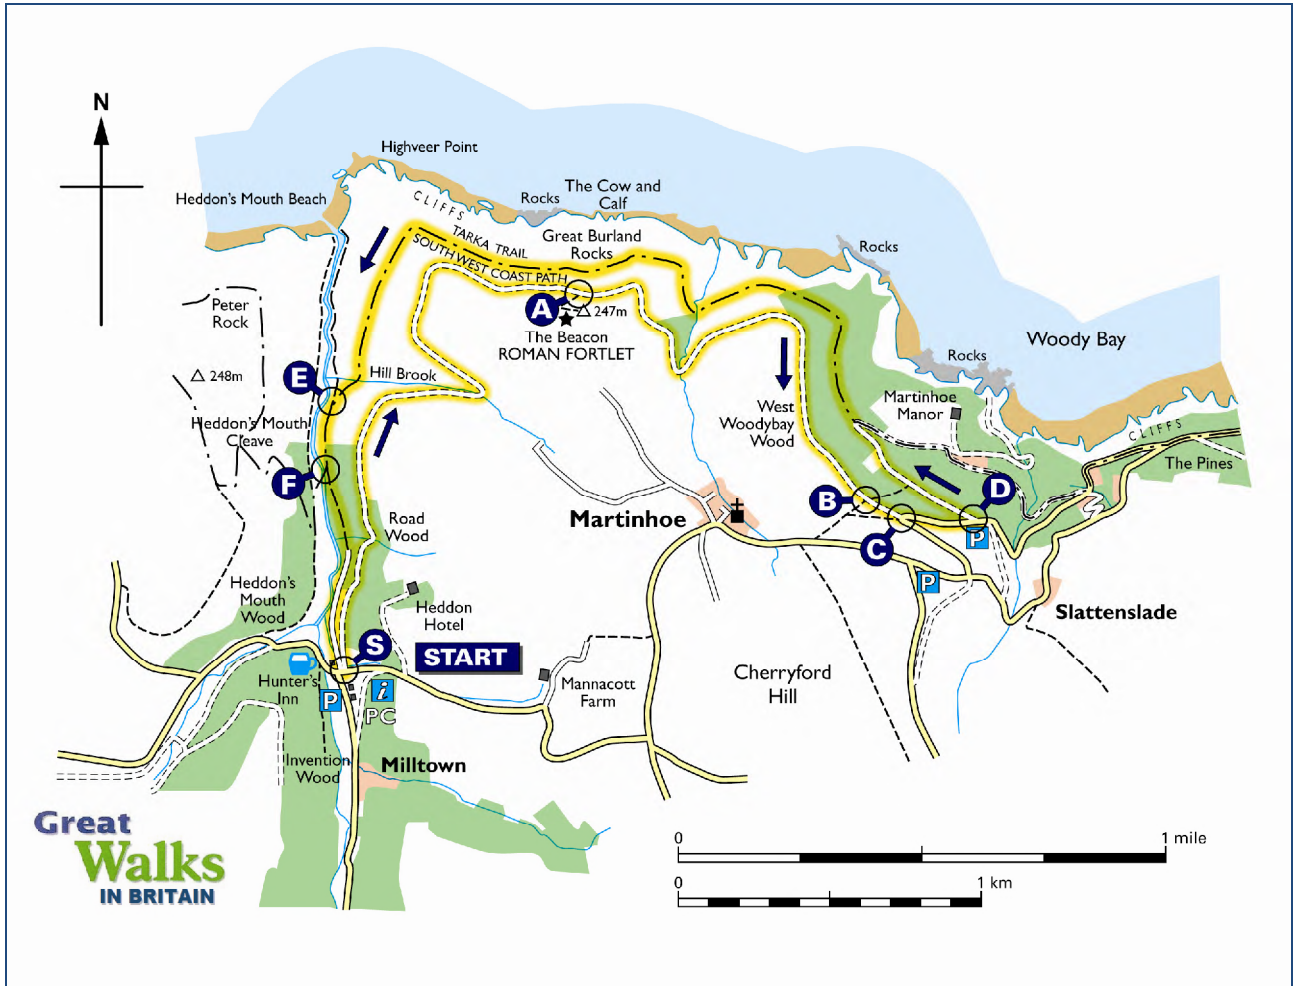 N
Highveer Point
Heddon's Mouth Beach
CLIFFS
Rocks
The Cow and
Calf
TARKA TRAIL
Great Burland
Rocks
SOUTH WEST COAST PATH
Rocks
Peter
Rock
A
247m
The Beacon
ROMAN FORTLET
Woody Bay
Rocks
248m
E
Hill Brook
Heddon's Mouth
Cleave
West
Woodybay
Wood
Martinhoe
Manor
CLIFFS
The Pines
F
B
D
Martinhoe
Road
Wood
C
P
P
Heddon's
Mouth
Wood
Heddon
Hotel
Slattenslade
S
START
Hunter's
Inn
P
i
PC
Mannacott
Farm
Cherryford
Hill
Invention
Wood
Milltown
Great
Walks
IN BRITAIN
0
1 mile
0
1 km